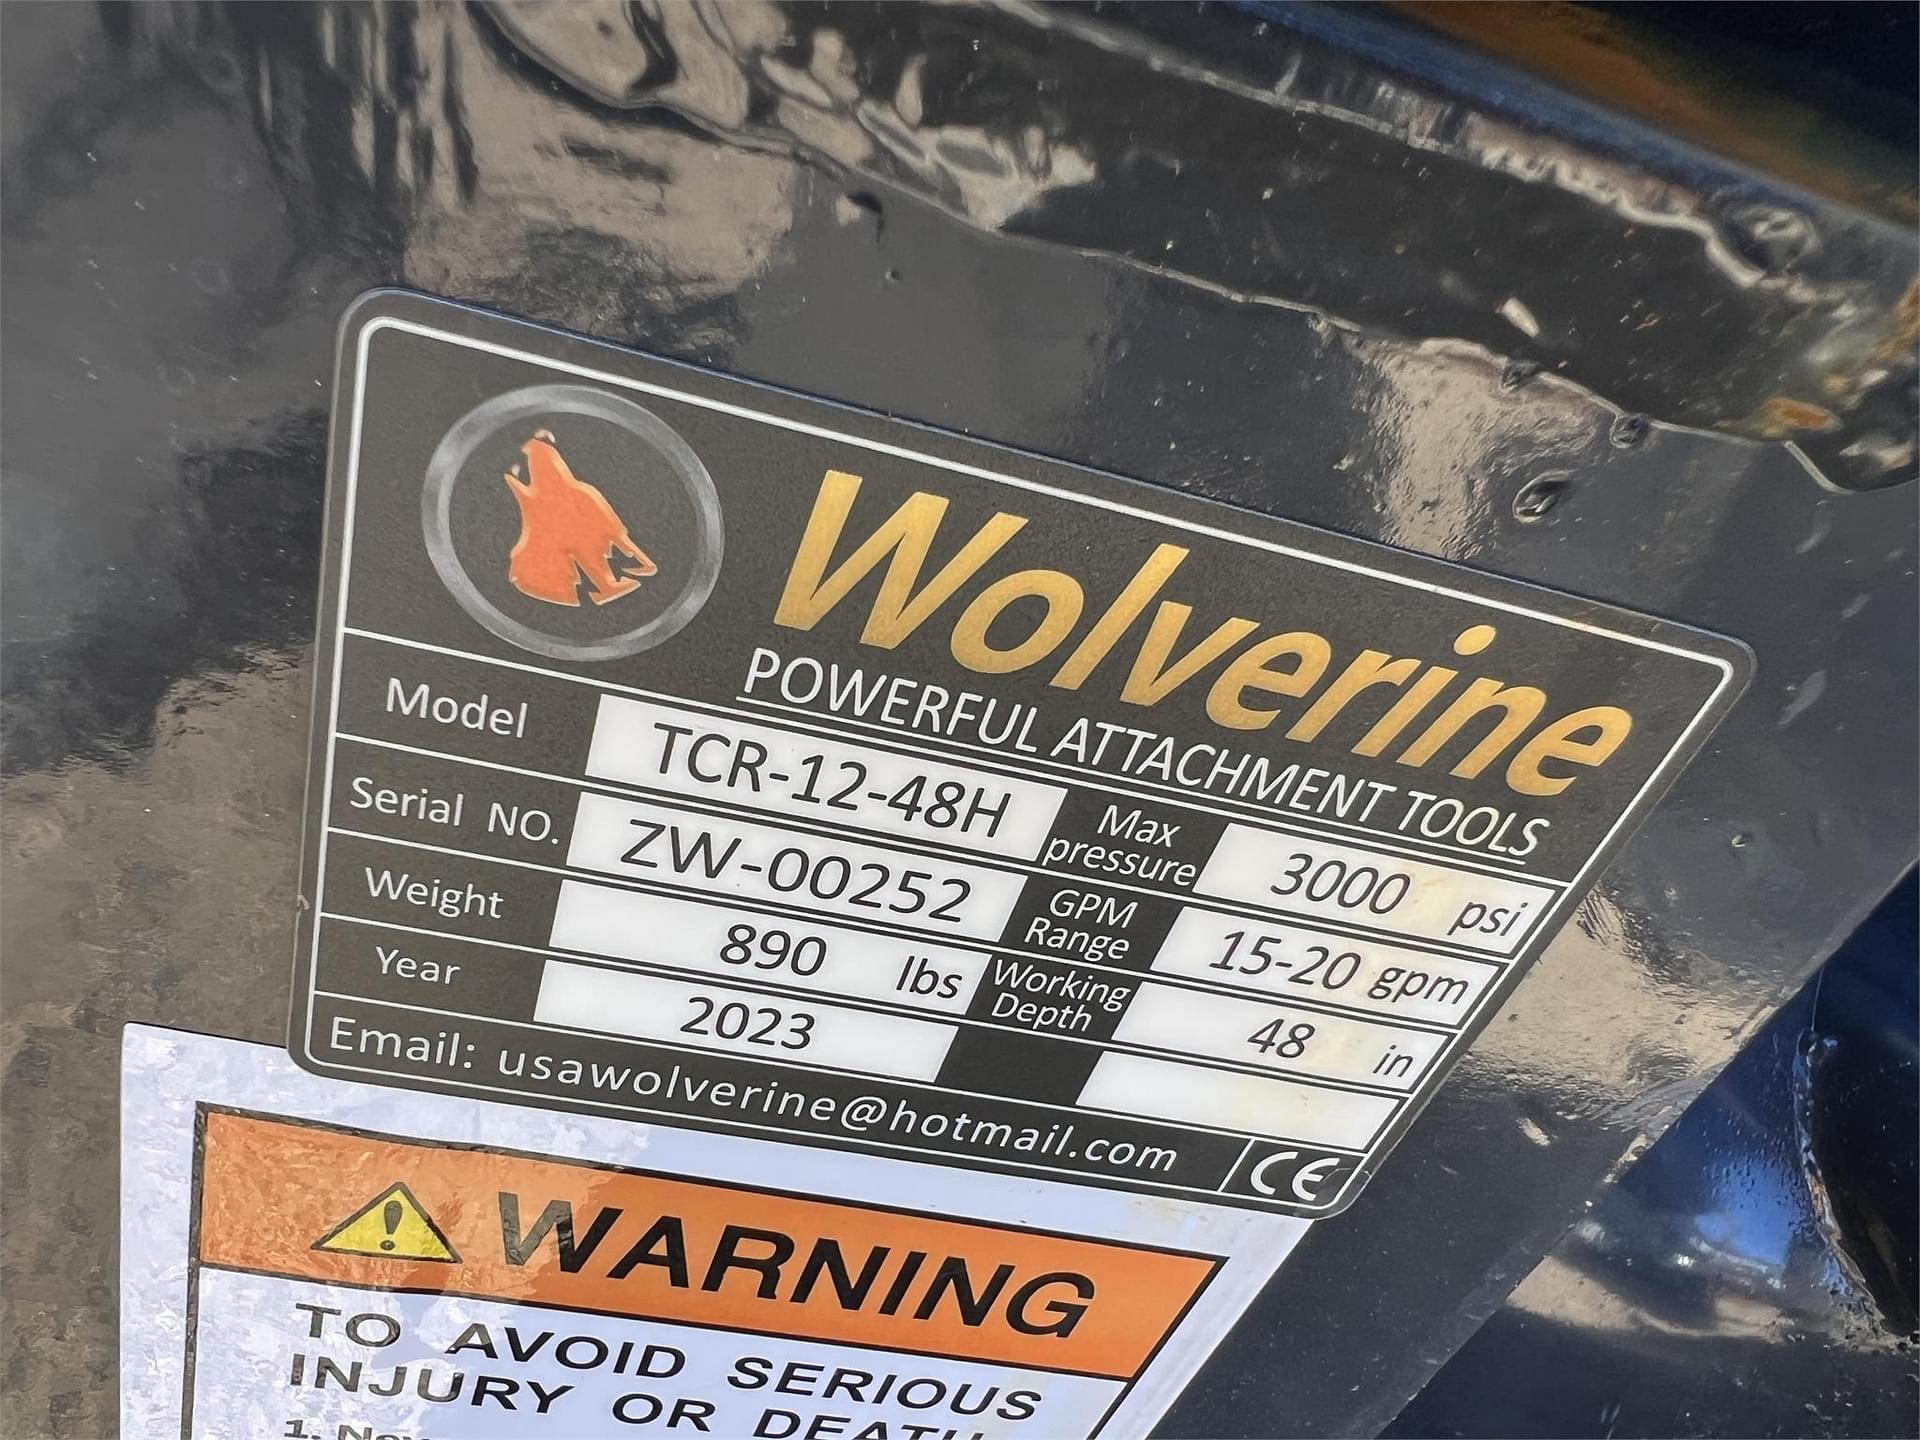 Wolverine
POWERFUL ATTACHMENT TOOLS
Model TCR-12-48H Max pressure 3000 psi
Serial NO. ZW-00252 GPM Range 15-20 gpm
Weight 890 lbs Working Depth 48 in
Year 2023
Email: usawolverine@hotmail.com CE
WARNING
TO AVOID SERIOUS
INJURY OR DEATH
1.